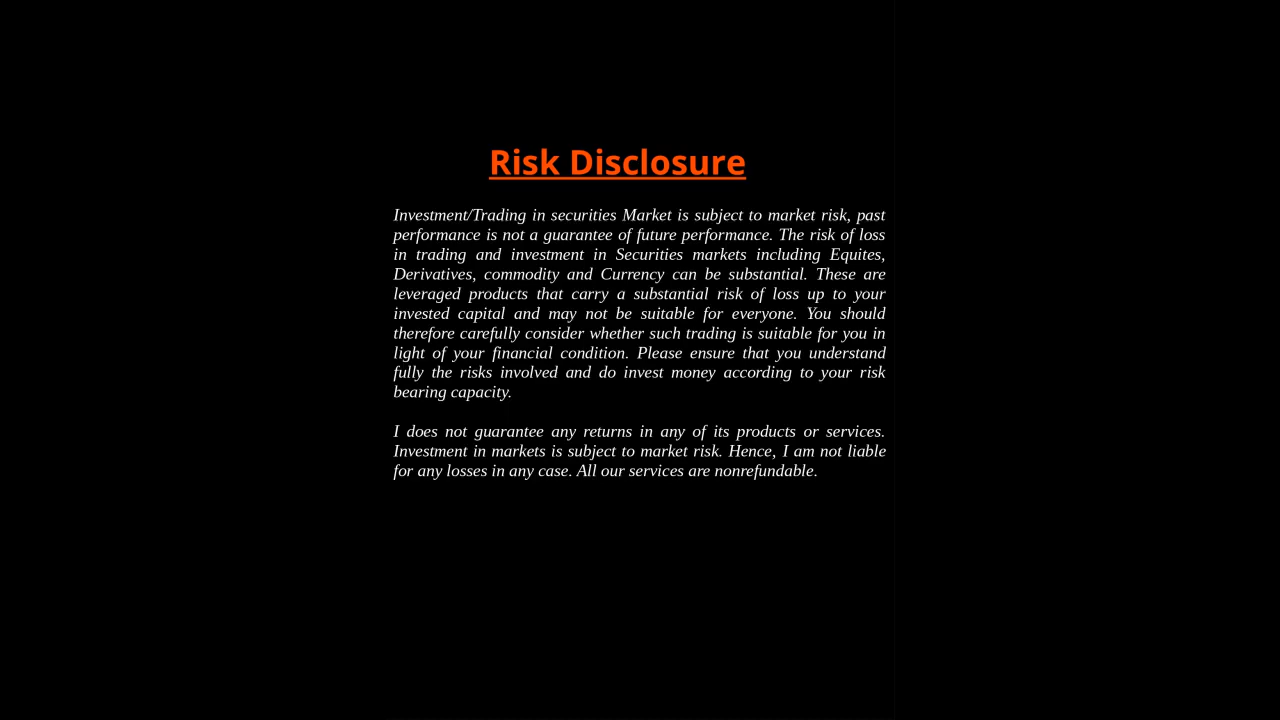 Risk Disclosure
Investment/Trading in securities Market is subject to market risk, past
performance is not a guarantee of future performance. The risk of loss
in trading and investment in Securities markets including Equites,
Derivatives, commodity and Currency can be substantial. These are
leveraged products that carry a substantial risk of loss up to your
invested capital and may not be suitable for everyone. You should
therefore carefully consider whether such trading is suitable for you in
light of your financial condition. Please ensure that you understand
fully the risks involved and do invest money according to your risk
bearing capacity.
I does not guarantee any returns in any of its products or services.
Investment in markets is subject to market risk. Hence, I am not liable
for any losses in any case. All our services are nonrefundable.